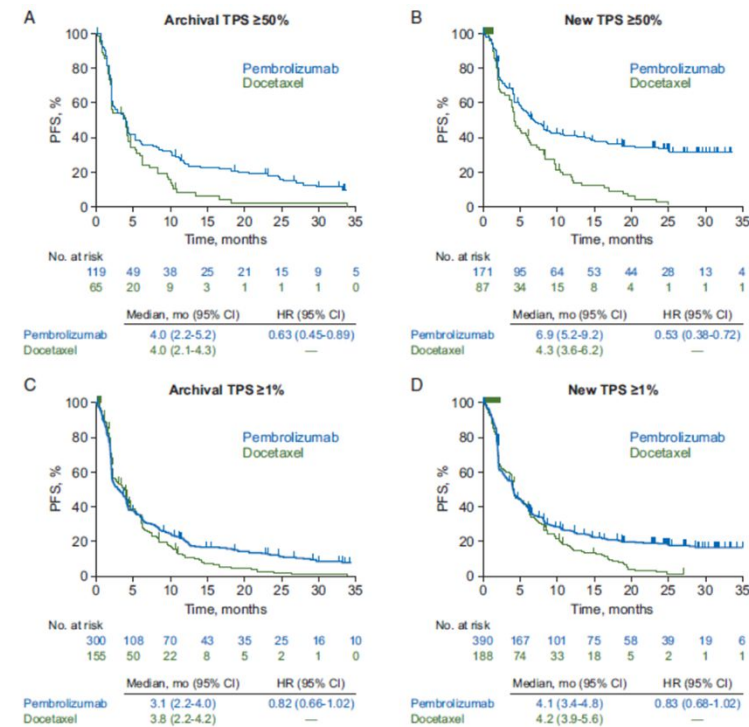 A Archival TPS ≥50%
100
80
60
40
20
0
PFS, %
Pembrolizumab
Docetaxel
0 5 10 15 20 25 30 35
Time, months
No. at risk
119 49 38 25 21 15 9 5
65 20 9 3 1 1 1 0
Median, mo (95% CI) HR (95% CI)
Pembrolizumab 4.0 (2.2-5.2) 0.63 (0.45-0.89)
Docetaxel 4.0 (2.1-4.3) —
B New TPS ≥50%
100
80
60
40
20
0
PFS, %
Pembrolizumab
Docetaxel
0 5 10 15 20 25 30 35
Time, months
No. at risk
171 95 64 53 44 28 13 4
87 34 15 8 4 1 1 1
Median, mo (95% CI) HR (95% CI)
Pembrolizumab 6.9 (5.2-9.2) 0.53 (0.38-0.72)
Docetaxel 4.3 (3.6-6.2) —
C Archival TPS ≥1%
100
80
60
40
20
0
PFS, %
Pembrolizumab
Docetaxel
0 5 10 15 20 25 30 35
Time, months
No. at risk
300 108 70 43 35 25 16 10
155 50 22 8 5 2 1 0
Median, mo (95% CI) HR (95% CI)
Pembrolizumab 3.1 (2.2-4.0) 0.82 (0.66-1.02)
Docetaxel 3.8 (2.2-4.2) —
D New TPS ≥1%
100
80
60
40
20
0
PFS, %
Pembrolizumab
Docetaxel
0 5 10 15 20 25 30 35
Time, months
No. at risk
390 167 101 75 58 39 19 6
188 74 33 18 5 2 1 1
Median, mo (95% CI) HR (95% CI)
Pembrolizumab 4.1 (3.4-4.8) 0.83 (0.68-1.02)
Docetaxel 4.2 (3.9-5.6) —